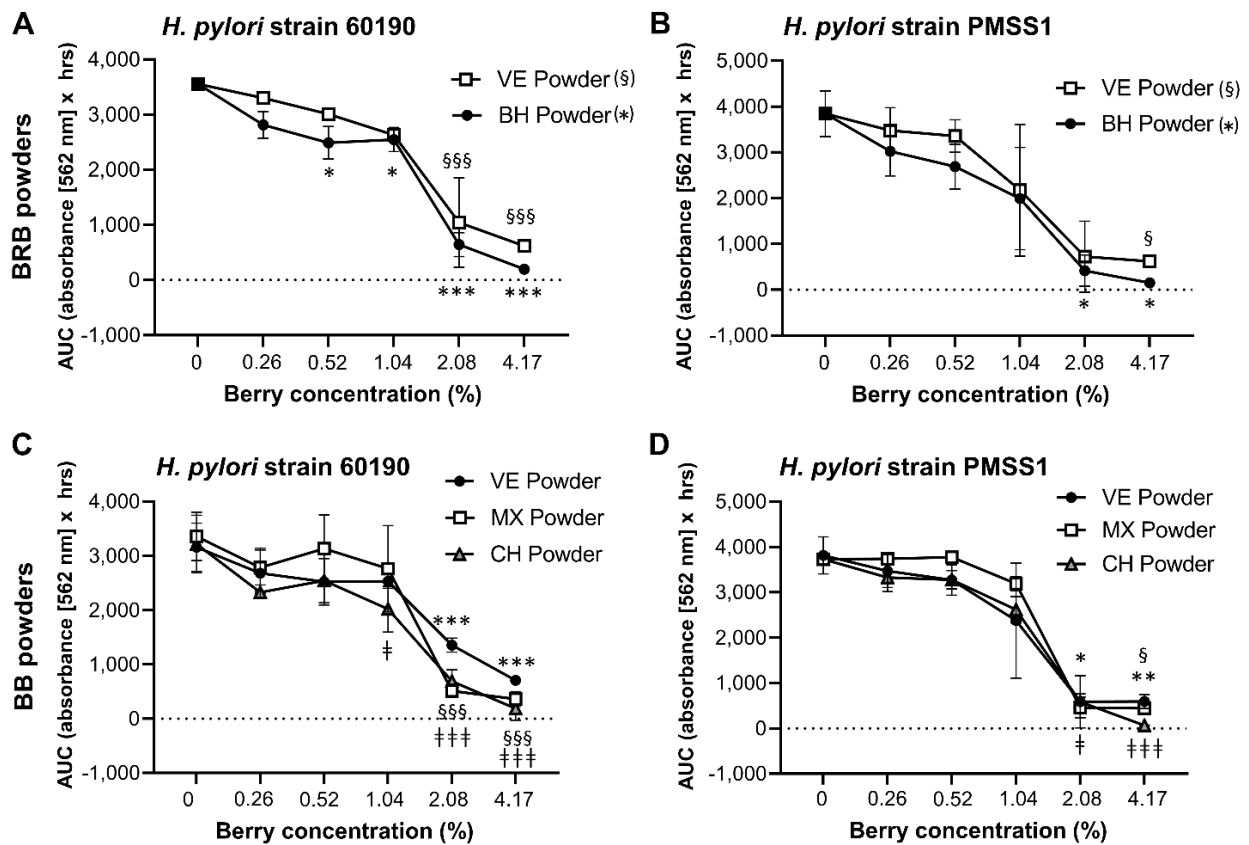 A
H. pylori strain 60190
VE Powder (§)
BH Powder (*)
BRB powders
AUC (absorbance [562 nm] x hrs)
4,000
3,000
2,000
1,000
0
-1,000
* * §§§ §§§
*** ***
0 0.26 0.52 1.04 2.08 4.17
Berry concentration (%)
B
H. pylori strain PMSS1
VE Powder (§)
BH Powder (*)
AUC (absorbance [562 nm] x hrs)
5,000
4,000
3,000
2,000
1,000
0
-1,000
§
* *
0 0.26 0.52 1.04 2.08 4.17
Berry concentration (%)
C
H. pylori strain 60190
VE Powder
MX Powder
CH Powder
BB powders
AUC (absorbance [562 nm] x hrs)
4,000
3,000
2,000
1,000
0
-1,000
*** ***
‡
§§§ §§§
‡‡‡ ‡‡‡
0 0.26 0.52 1.04 2.08 4.17
Berry concentration (%)
D
H. pylori strain PMSS1
VE Powder
MX Powder
CH Powder
AUC (absorbance [562 nm] x hrs)
5,000
4,000
3,000
2,000
1,000
0
-1,000
§
* **
‡ ‡‡‡
0 0.26 0.52 1.04 2.08 4.17
Berry concentration (%)